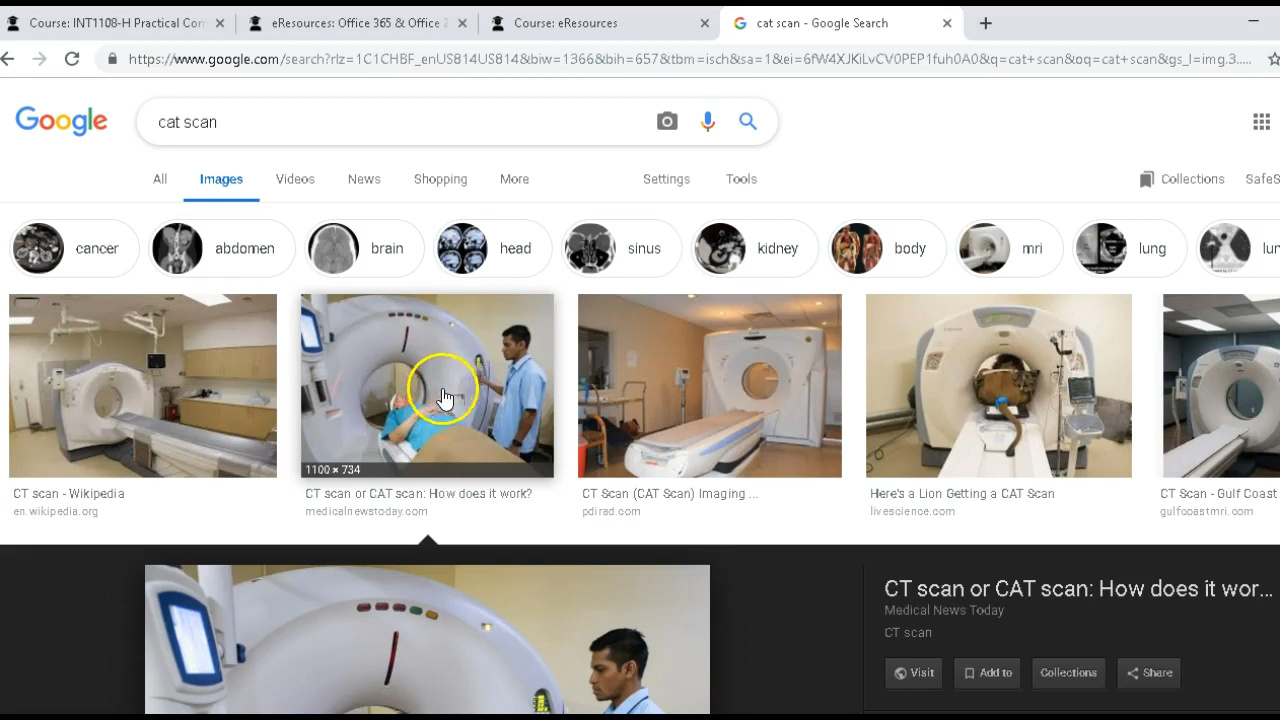 Course: INT1108-H Practical Com
eResources: Office 365 & Office 2
Course: eResources
cat scan - Google Search
https://www.google.com/search?rlz=1C1CHBF_enUS814US814&biw=1366&bih=657&tbm=isch&sa=1&ei=6fW4XJKiLvCV0PEP1fuh0A0&q=cat+scan&oq=cat+scan&gs_l=img.3....
Google
cat scan
All Images Videos News Shopping More Settings Tools Collections SafeS
cancer abdomen brain head sinus kidney body mri lung lun
1100 × 734
CT scan - Wikipedia
en.wikipedia.org
CT scan or CAT scan: How does it work?
medicalnewstoday.com
CT Scan (CAT Scan) Imaging ...
pdirad.com
Here's a Lion Getting a CAT Scan
livescience.com
CT Scan - Gulf Coast
gulfcoastmri.com
CT scan or CAT scan: How does it wor...
Medical News Today
CT scan
Visit Add to Collections Share